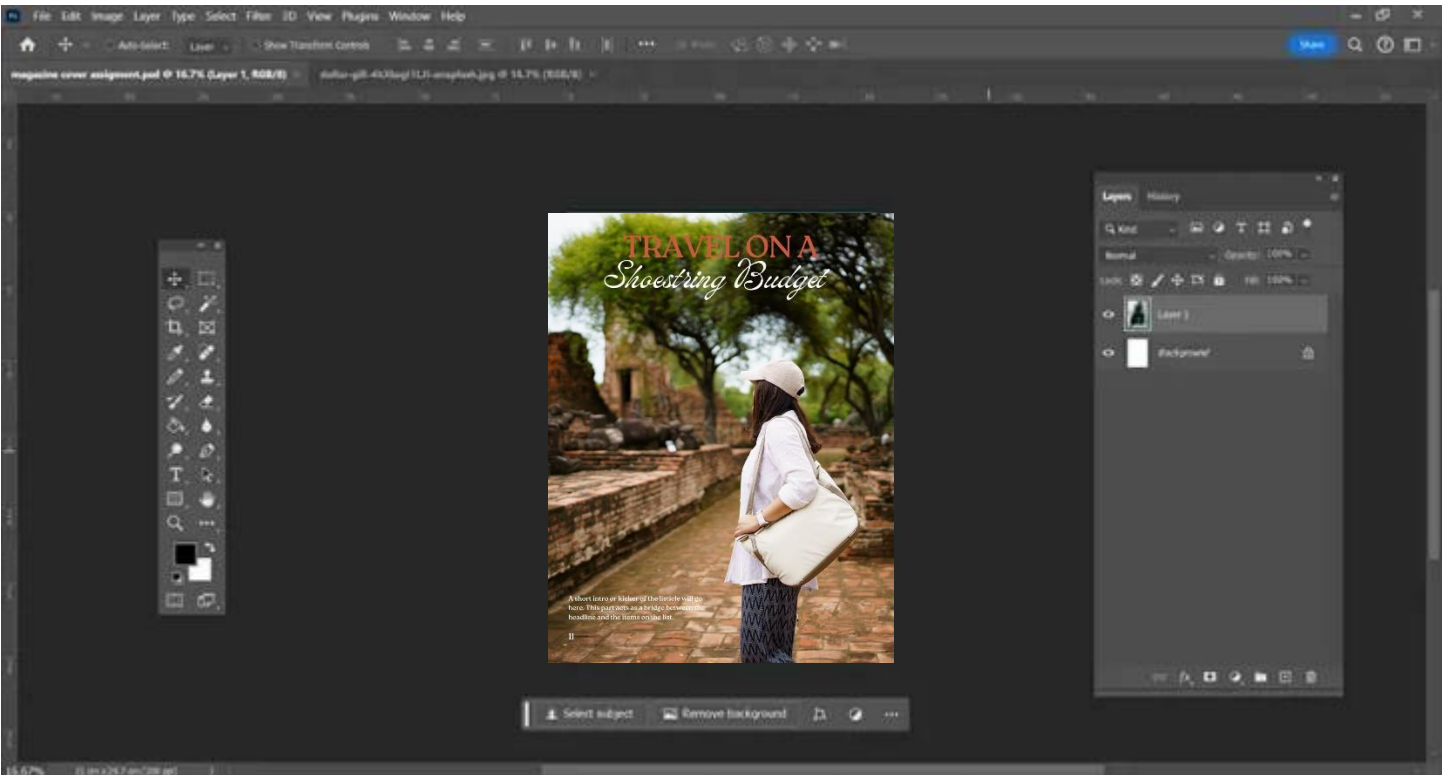 File Edit Image Layer Type Select Filter 3D View Plugins Window Help
Auto-Select: Layer Show Transform Controls Share
magazine cover assigment.psd @ 16.7% (Layer 1, RGB/8)
Layers History
Kind
Normal Opacity: 100%
Lock: Fill: 100%
Layer 1
Background
TRAVEL ON A
Shoestring Budget
A short intro or kicker of the listicle will go
here. This part acts as a bridge between the
headline and the items on the list.
Select subject Remove background
16.67%